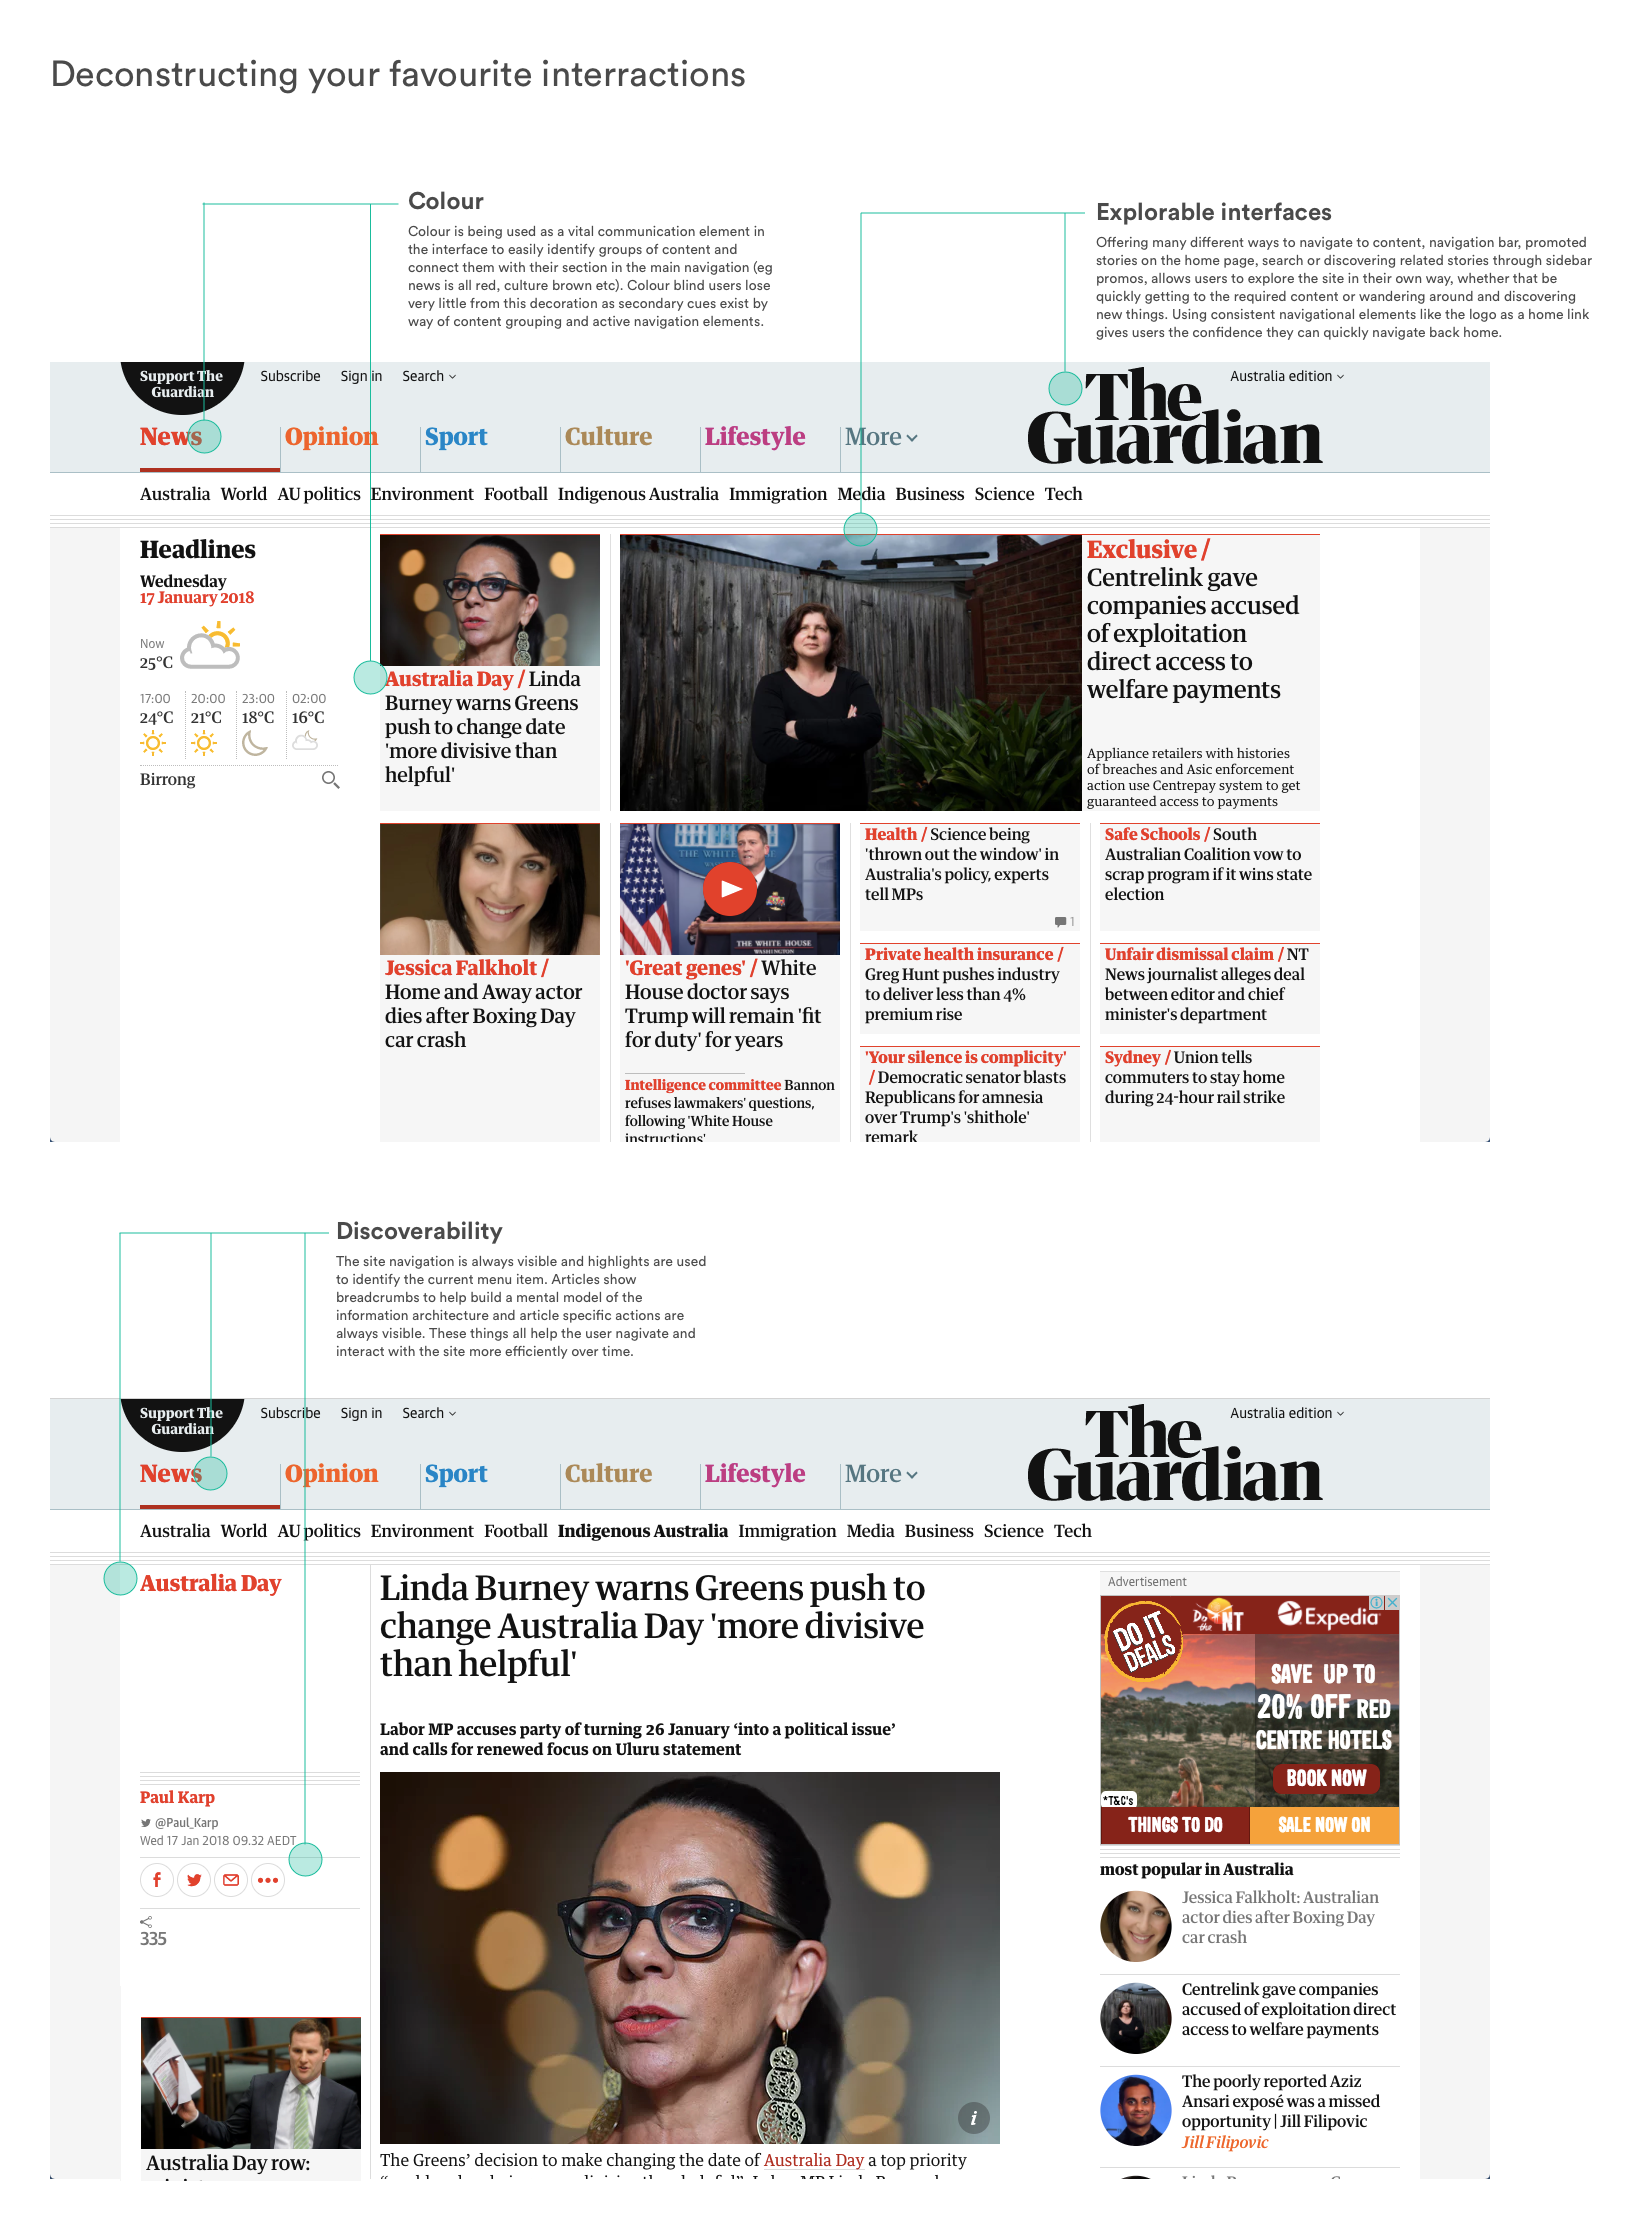 Deconstructing your favourite interractions
Colour
Colour is being used as a vital communication element in
the interface to easily identify groups of content and
connect them with their section in the main navigation (eg
news is all red, culture brown etc). Colour blind users lose
very little from this decoration as secondary cues exist by
way of content grouping and active navigation elements.
Explorable interfaces
Offering many different ways to navigate to content, navigation bar, promoted
stories on the home page, search or discovering related stories through sidebar
promos, allows users to explore the site in their own way, whether that be
quickly getting to the required content or wandering around and discovering
new things. Using consistent navigational elements like the logo as a home link
gives users the confidence they can quickly navigate back home.
Support The
Guardian
Subscribe Sign in Search
The
Guardian
Australia edition
News Opinion Sport Culture Lifestyle More
Australia World AU politics Environment Football Indigenous Australia Immigration Media Business Science Tech
Headlines
Wednesday
17 January 2018
Now
25°C
17:00 20:00 23:00 02:00
24°C 21°C 18°C 16°C
Birrong
Australia Day / Linda
Burney warns Greens
push to change date
'more divisive than
helpful'
Exclusive /
Centrelink gave
companies accused
of exploitation
direct access to
welfare payments
Appliance retailers with histories
of breaches and Asic enforcement
action use Centrepay system to get
guaranteed access to payments
Jessica Falkholt /
Home and Away actor
dies after Boxing Day
car crash
THE WHITE
THE WHITE HOUSE
WASHINGTON
'Great genes' / White
House doctor says
Trump will remain 'fit
for duty' for years
Intelligence committee Bannon
refuses lawmakers' questions,
following 'White House
instructions'
Health / Science being
'thrown out the window' in
Australia's policy, experts
tell MPs
1
Private health insurance /
Greg Hunt pushes industry
to deliver less than 4%
premium rise
'Your silence is complicity'
/ Democratic senator blasts
Republicans for amnesia
over Trump's 'shithole'
remark
Safe Schools / South
Australian Coalition vow to
scrap program if it wins state
election
Unfair dismissal claim / NT
News journalist alleges deal
between editor and chief
minister's department
Sydney / Union tells
commuters to stay home
during 24-hour rail strike
Discoverability
The site navigation is always visible and highlights are used
to identify the current menu item. Articles show
breadcrumbs to help build a mental model of the
information architecture and article specific actions are
always visible. These things all help the user nagivate and
interact with the site more efficiently over time.
Support The
Guardian
Subscribe Sign in Search
The
Guardian
Australia edition
News Opinion Sport Culture Lifestyle More
Australia World AU politics Environment Football Indigenous Australia Immigration Media Business Science Tech
Australia Day
Linda Burney warns Greens push to
change Australia Day 'more divisive
than helpful'
Labor MP accuses party of turning 26 January ‘into a political issue’
and calls for renewed focus on Uluru statement
Paul Karp
@Paul_Karp
Wed 17 Jan 2018 09.32 AEDT
335
Australia Day row:
The Greens’ decision to make changing the date of Australia Day a top priority
Advertisement
DO IT
DEALS
Do
the NT
Expedia
SAVE UP TO
20% OFF RED
CENTRE HOTELS
BOOK NOW
*T&C's
THINGS TO DO
SALE NOW ON
most popular in Australia
Jessica Falkholt: Australian
actor dies after Boxing Day
car crash
Centrelink gave companies
accused of exploitation direct
access to welfare payments
The poorly reported Aziz
Ansari exposé was a missed
opportunity | Jill Filipovic
Jill Filipovic